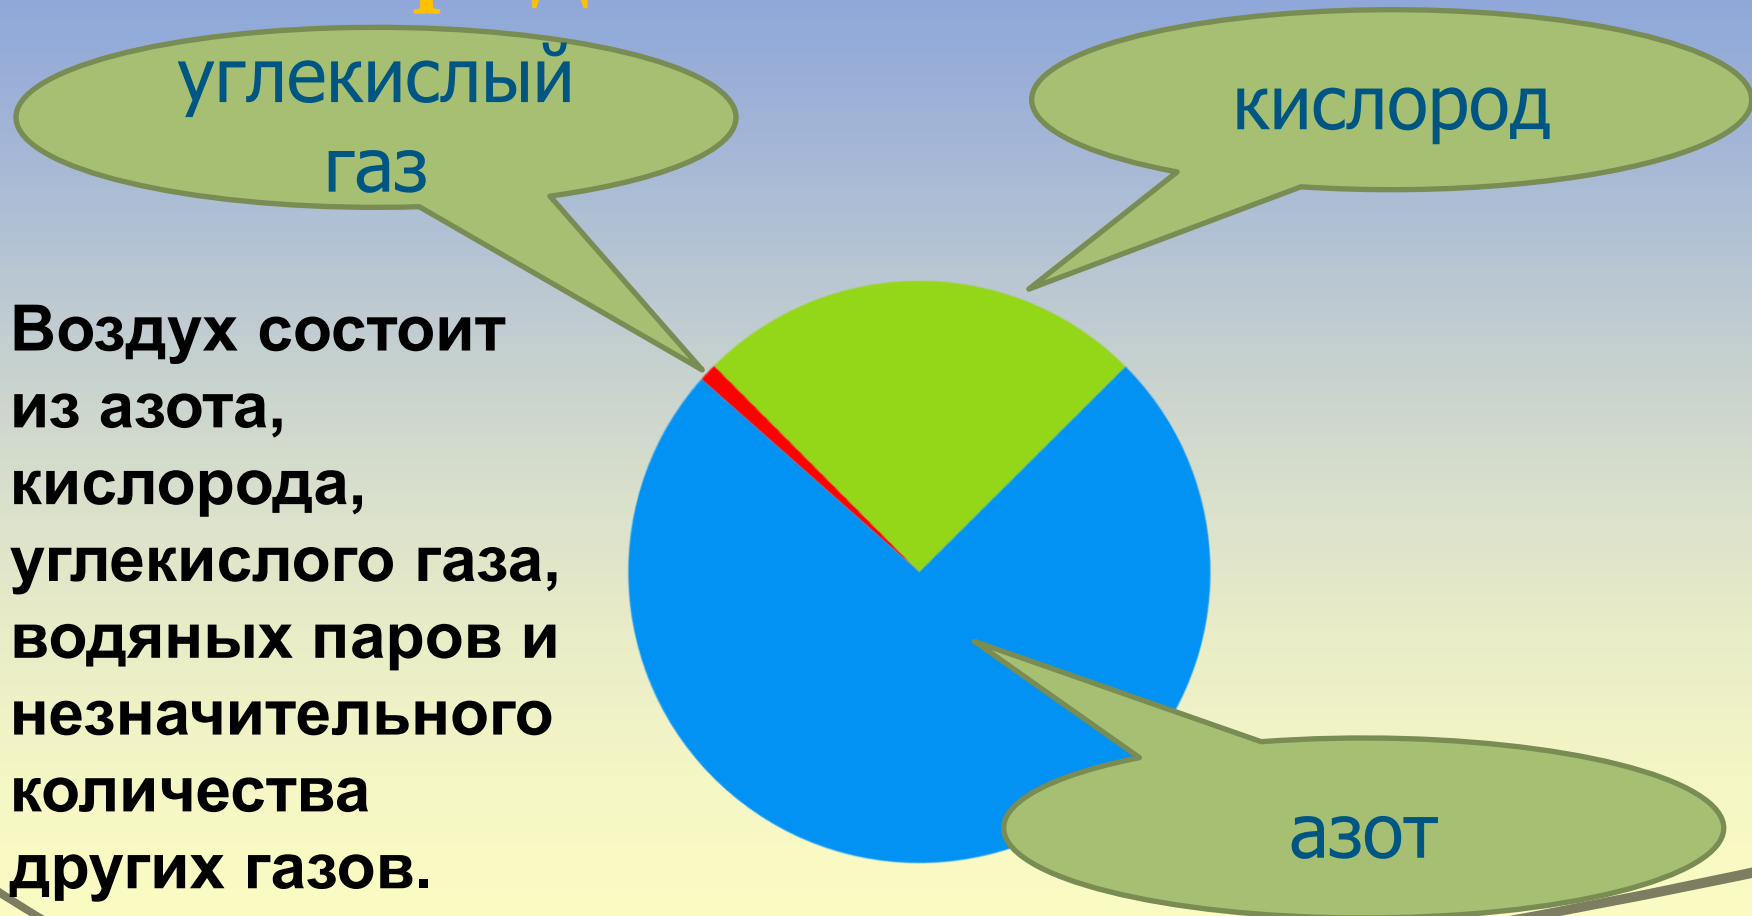 углекислый
газ
кислород
Воздух состоит
из азота,
кислорода,
углекислого газа,
водяных паров и
незначительного
количества
других газов.
азот